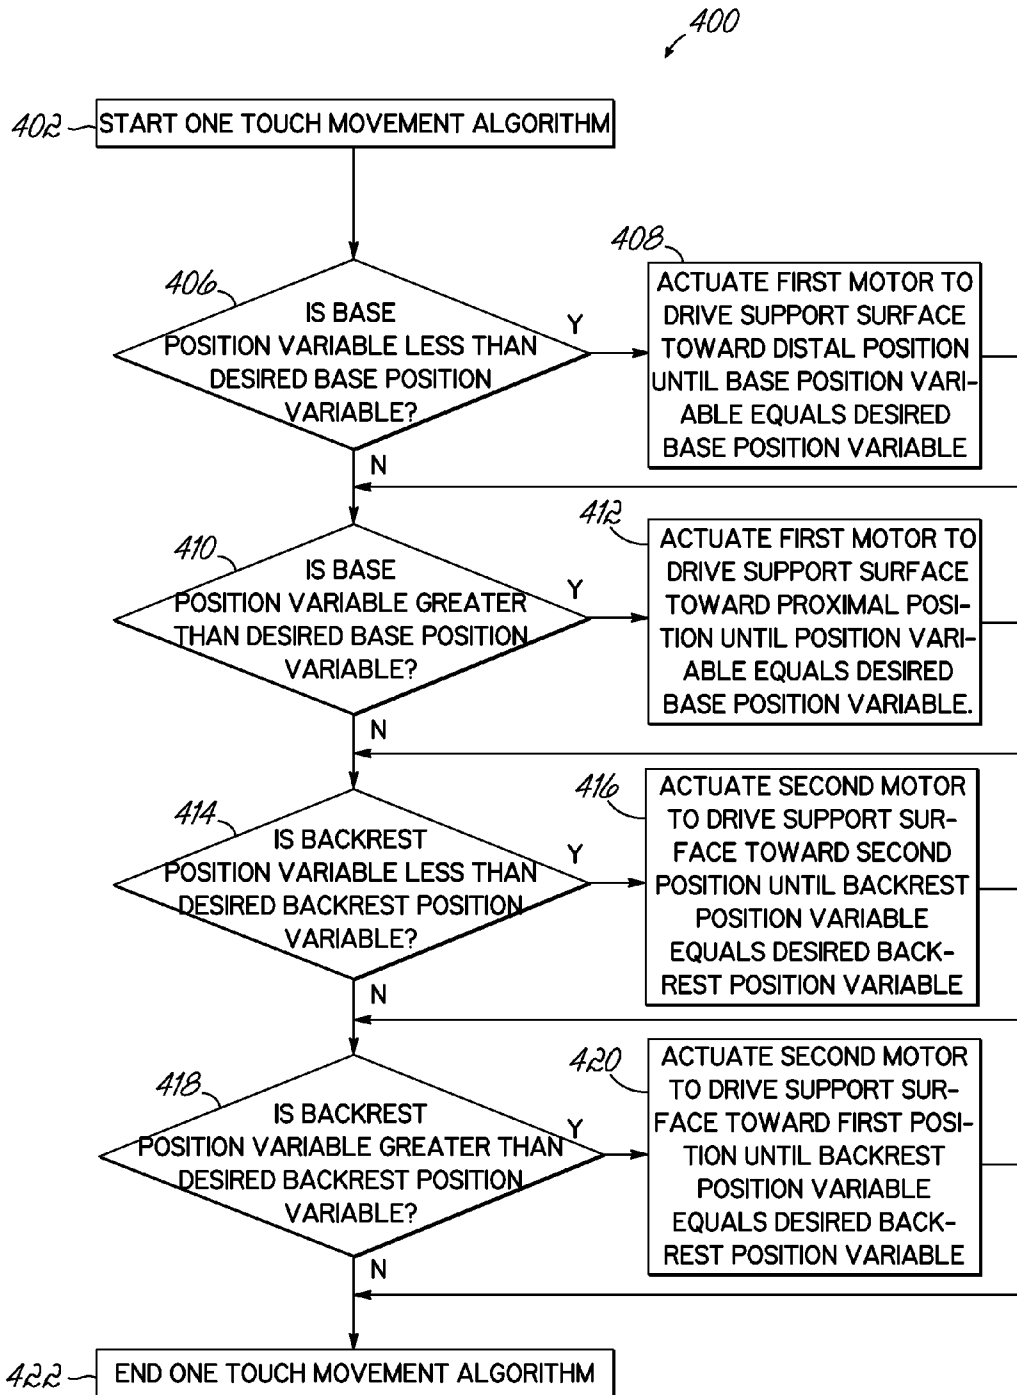 400
402
START ONE TOUCH MOVEMENT ALGORITHM
406
IS BASE
POSITION VARIABLE LESS THAN
DESIRED BASE POSITION
VARIABLE?
Y
N
408
ACTUATE FIRST MOTOR TO
DRIVE SUPPORT SURFACE
TOWARD DISTAL POSITION
UNTIL BASE POSITION VARI-
ABLE EQUALS DESIRED
BASE POSITION VARIABLE
410
IS BASE
POSITION VARIABLE GREATER
THAN DESIRED BASE POSITION
VARIABLE?
Y
N
412
ACTUATE FIRST MOTOR TO
DRIVE SUPPORT SURFACE
TOWARD PROXIMAL POSI-
TION UNTIL POSITION VARI-
ABLE EQUALS DESIRED
BASE POSITION VARIABLE.
414
IS BACKREST
POSITION VARIABLE LESS THAN
DESIRED BACKREST POSITION
VARIABLE?
Y
N
416
ACTUATE SECOND MOTOR
TO DRIVE SUPPORT SUR-
FACE TOWARD SECOND
POSITION UNTIL BACKREST
POSITION VARIABLE
EQUALS DESIRED BACK-
REST POSITION VARIABLE
418
IS BACKREST
POSITION VARIABLE GREATER THAN
DESIRED BACKREST POSITION
VARIABLE?
Y
N
420
ACTUATE SECOND MOTOR
TO DRIVE SUPPORT SUR-
FACE TOWARD FIRST POSI-
TION UNTIL BACKREST
POSITION VARIABLE
EQUALS DESIRED BACK-
REST POSITION VARIABLE
422
END ONE TOUCH MOVEMENT ALGORITHM